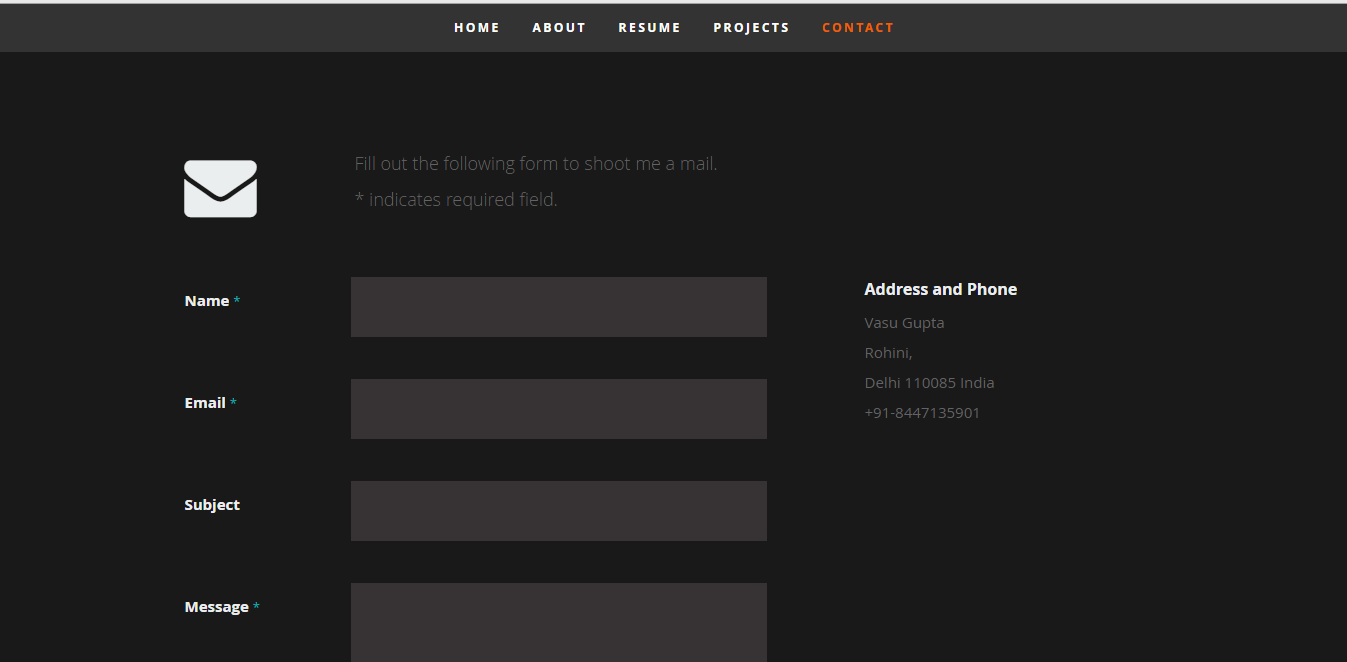 HOME ABOUT RESUME PROJECTS CONTACT
Fill out the following form to shoot me a mail.
* indicates required field.
Name *
Email *
Subject
Message *
Address and Phone
Vasu Gupta
Rohini,
Delhi 110085 India
+91-8447135901